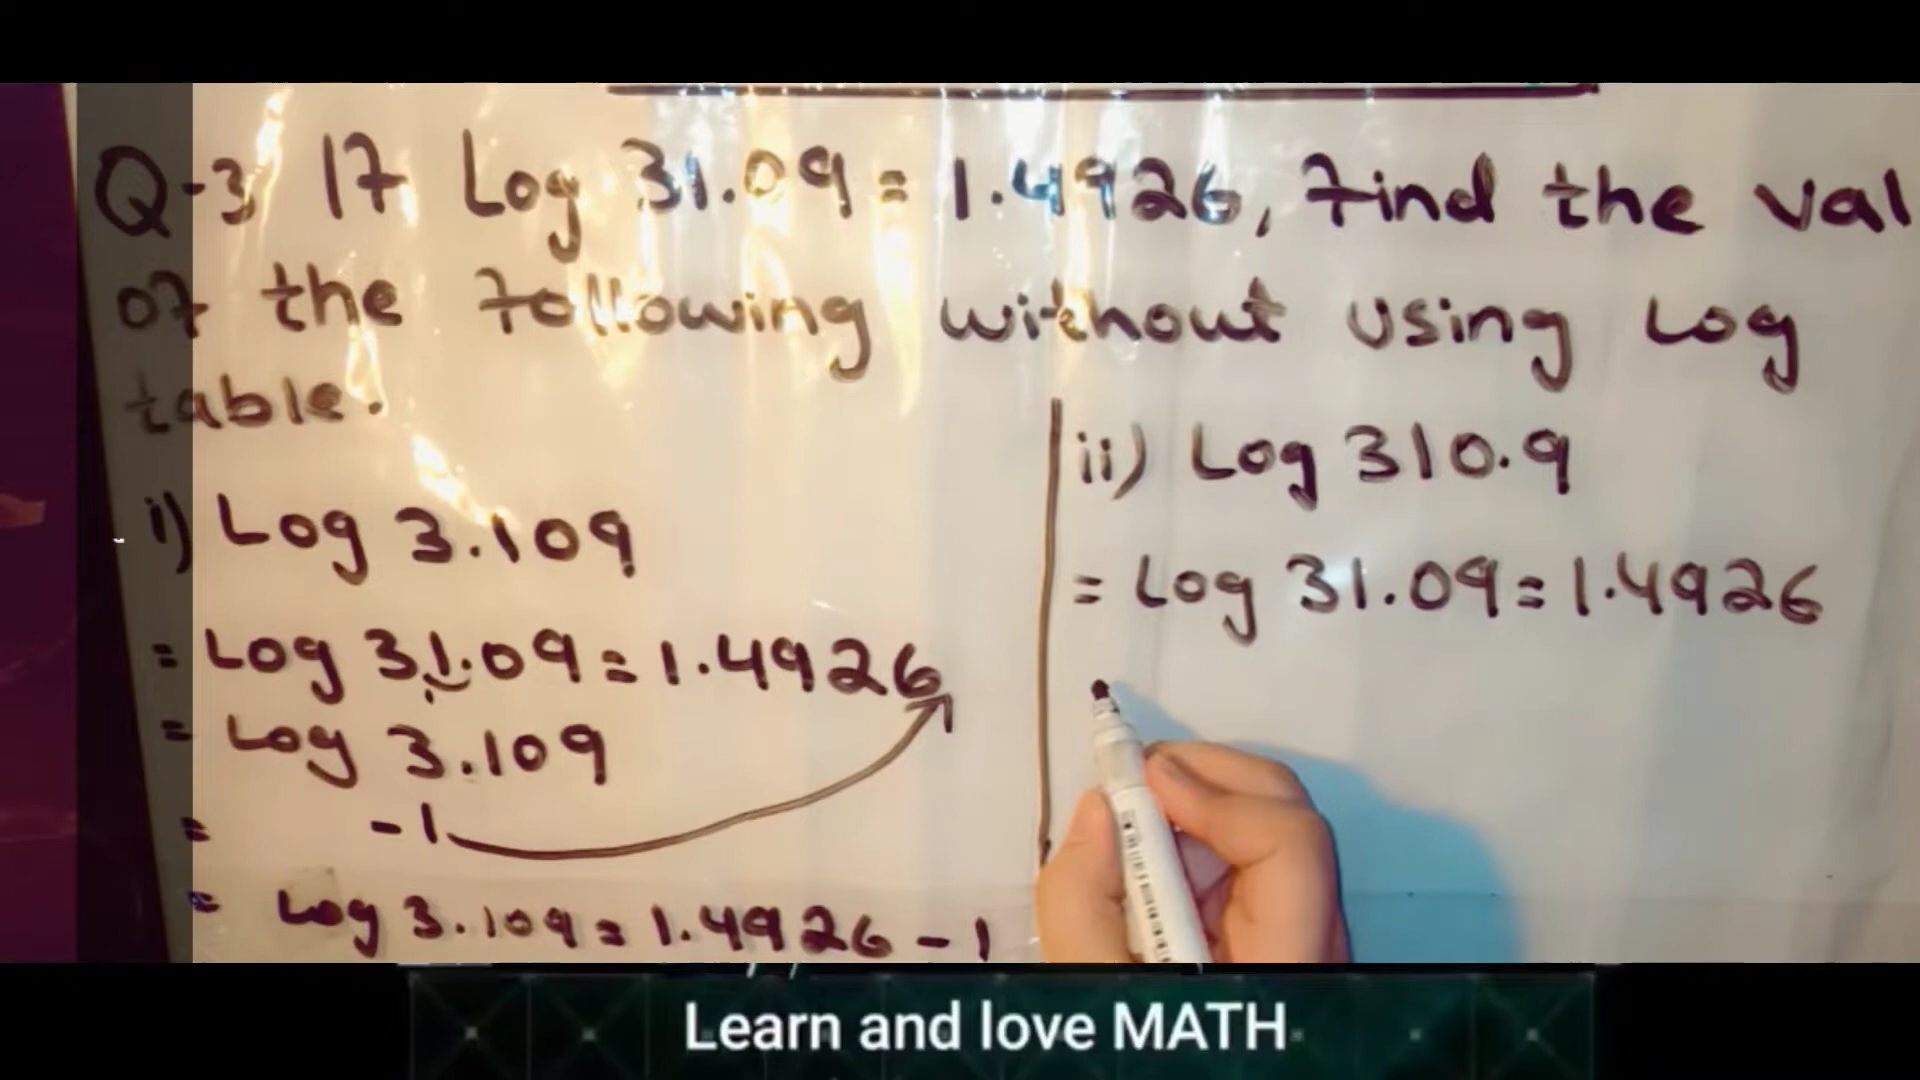 Q-3 If Log 31.09 = 1.4926, Find the val
of the following without using Log
table.
i) Log 3.109
= Log 31.09 = 1.4926
= Log 3.109
= -1
= Log 3.109 = 1.4926 - 1
ii) Log 310.9
= Log 31.09 = 1.4926
Learn and love MATH